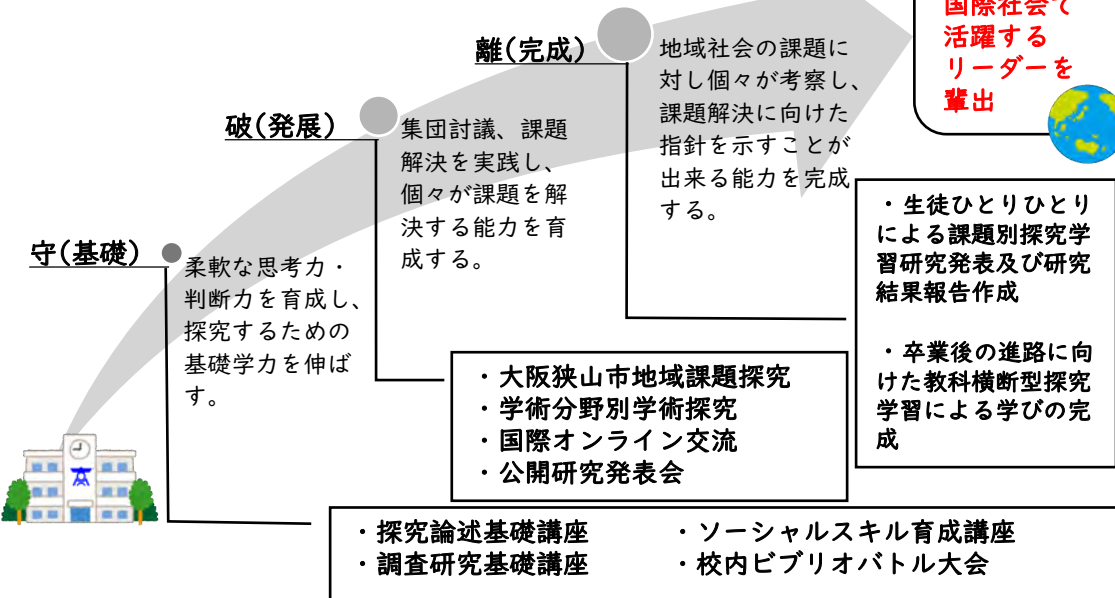 国際社会で
活躍する
リーダーを
輩出
離(完成)
地域社会の課題に
対し個々が考察し、
課題解決に向けた
指針を示すことが
出来る能力を完成
する。
破(発展)
集団討議、課題
解決を実践し、
個々が課題を解
決する能力を育
成する。
守(基礎)
柔軟な思考力・
判断力を育成し、
探究するための
基礎学力を伸ば
す。
・生徒ひとりひとり
による課題別探究学
習研究発表及び研究
結果報告作成
・卒業後の進路に向
けた教科横断型探究
学習による学びの完
成
・大阪狭山市地域課題探究
・学術分野別学術探究
・国際オンライン交流
・公開研究発表会
・探究論述基礎講座
・調査研究基礎講座
・ソーシャルスキル育成講座
・校内ビブリオバトル大会